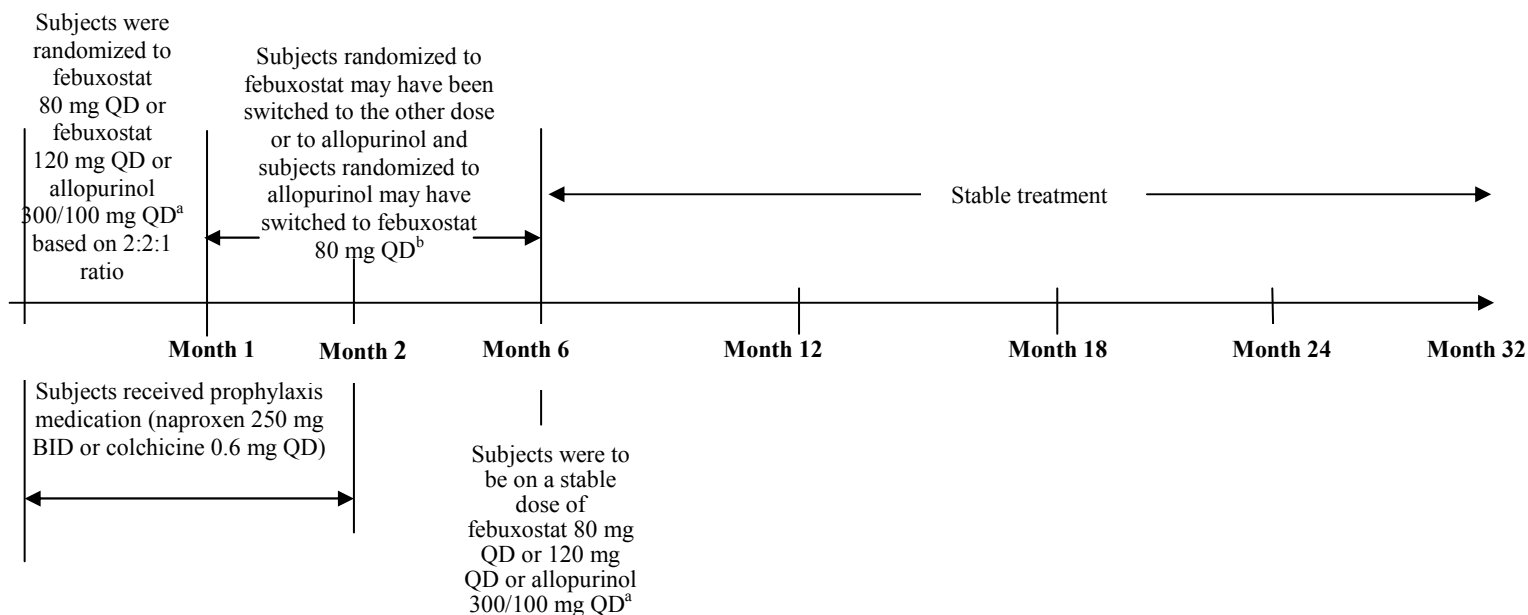 Subjects were
randomized to
febuxostat
80 mg QD or
febuxostat
120 mg QD or
allopurinol
300/100 mg QDᵃ
based on 2:2:1
ratio
Subjects randomized to
febuxostat may have been
switched to the other dose
or to allopurinol and
subjects randomized to
allopurinol may have
switched to febuxostat
80 mg QDᵇ
Stable treatment
Month 1
Month 2
Month 6
Month 12
Month 18
Month 24
Month 32
Subjects received prophylaxis
medication (naproxen 250 mg
BID or colchicine 0.6 mg QD)
Subjects were to
be on a stable
dose of
febuxostat 80 mg
QD or 120 mg
QD or allopurinol
300/100 mg QDᵃ